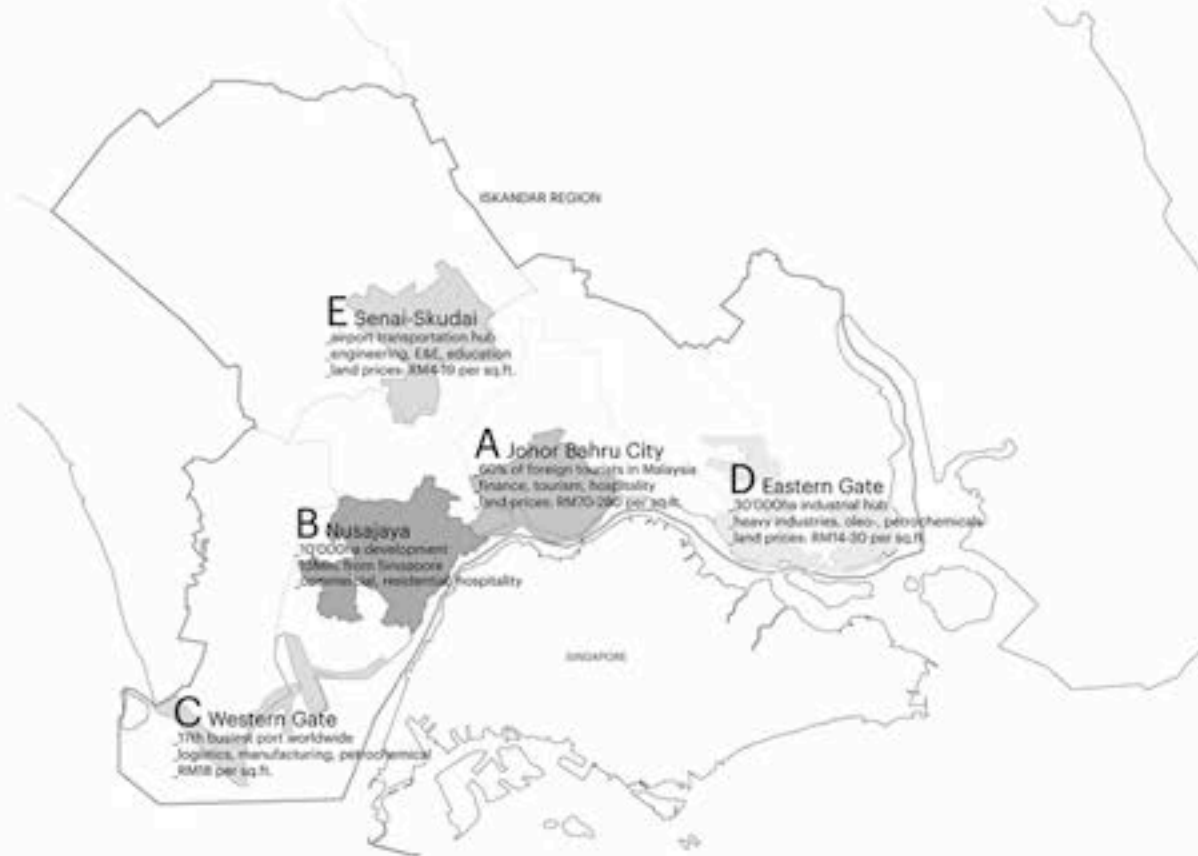 ISKANDAR REGION
E Senai-Skudai
_airport transportation hub
_engineering, E&E, education
_land prices: RM4-19 per sq.ft.
A Johor Bahru City
_60% of foreign tourists in Malaysia
_finance, tourism, hospitality
_land prices: RM70-280 per sq.ft.
D Eastern Gate
_30'000ha industrial hub
_heavy industries, oleo-, petrochemicals
_land prices: RM14-30 per sq.ft.
B Nusajaya
_10'000ha development
from Singapore
_commercial, residential, hospitality
SINGAPORE
C Western Gate
_17th busiest port worldwide
_logistics, manufacturing, petrochemical
_RM18 per sq.ft.